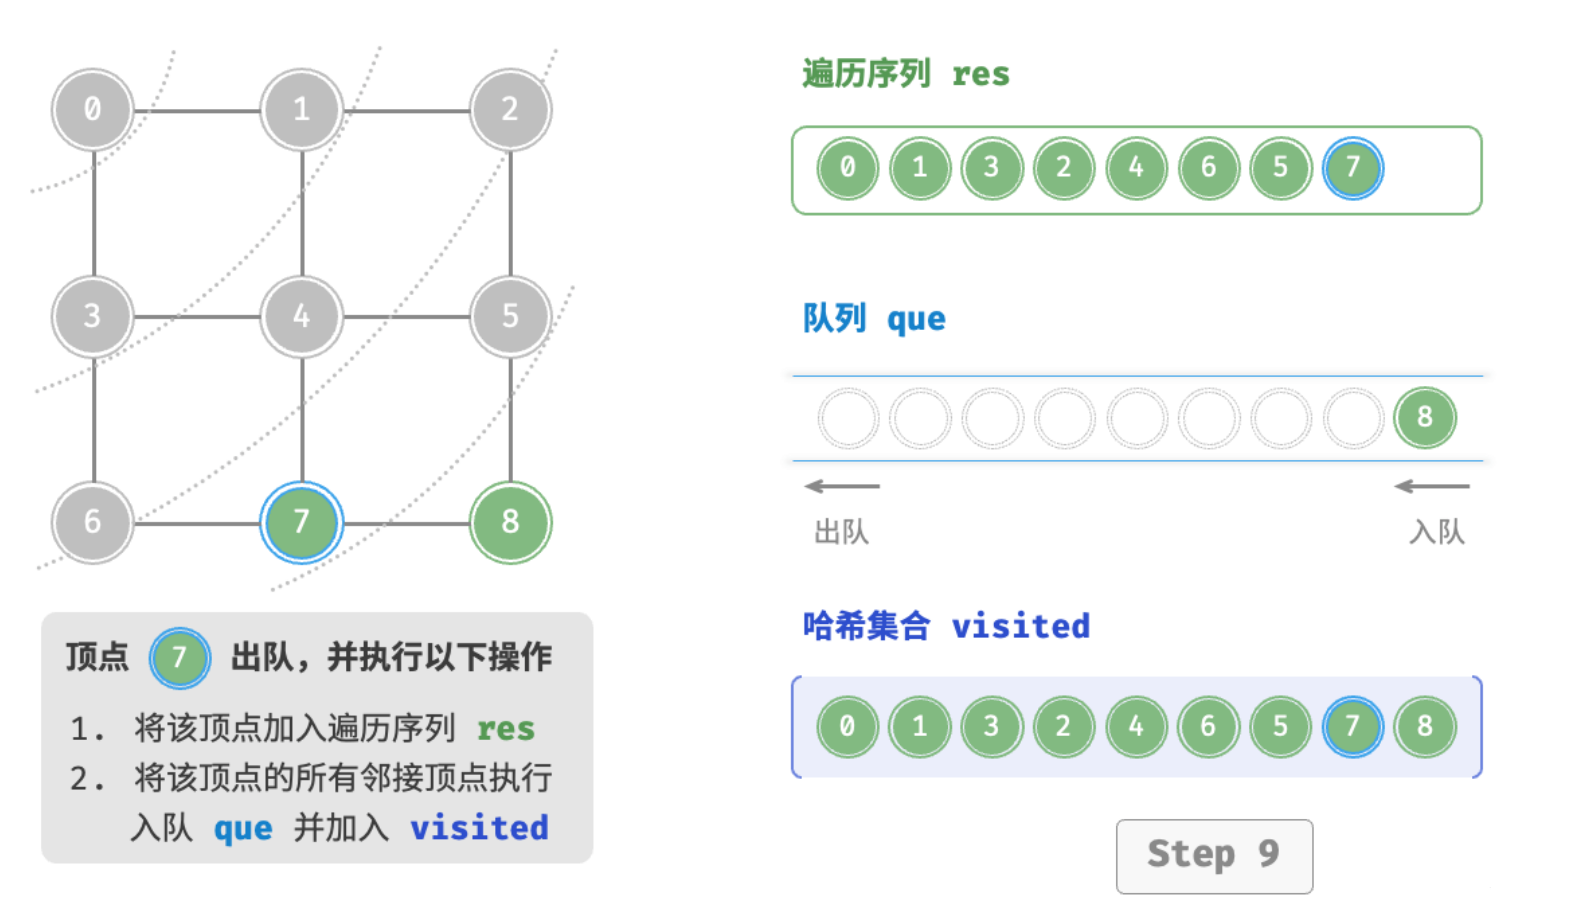 0 1 2
3 4 5
6 7 8
顶点 7 出队，并执行以下操作
1. 将该顶点加入遍历序列 res
2. 将该顶点的所有邻接顶点执行
入队 que 并加入 visited
遍历序列 res
0 1 3 2 4 6 5 7
队列 que
8
出队 入队
哈希集合 visited
0 1 3 2 4 6 5 7 8
Step 9